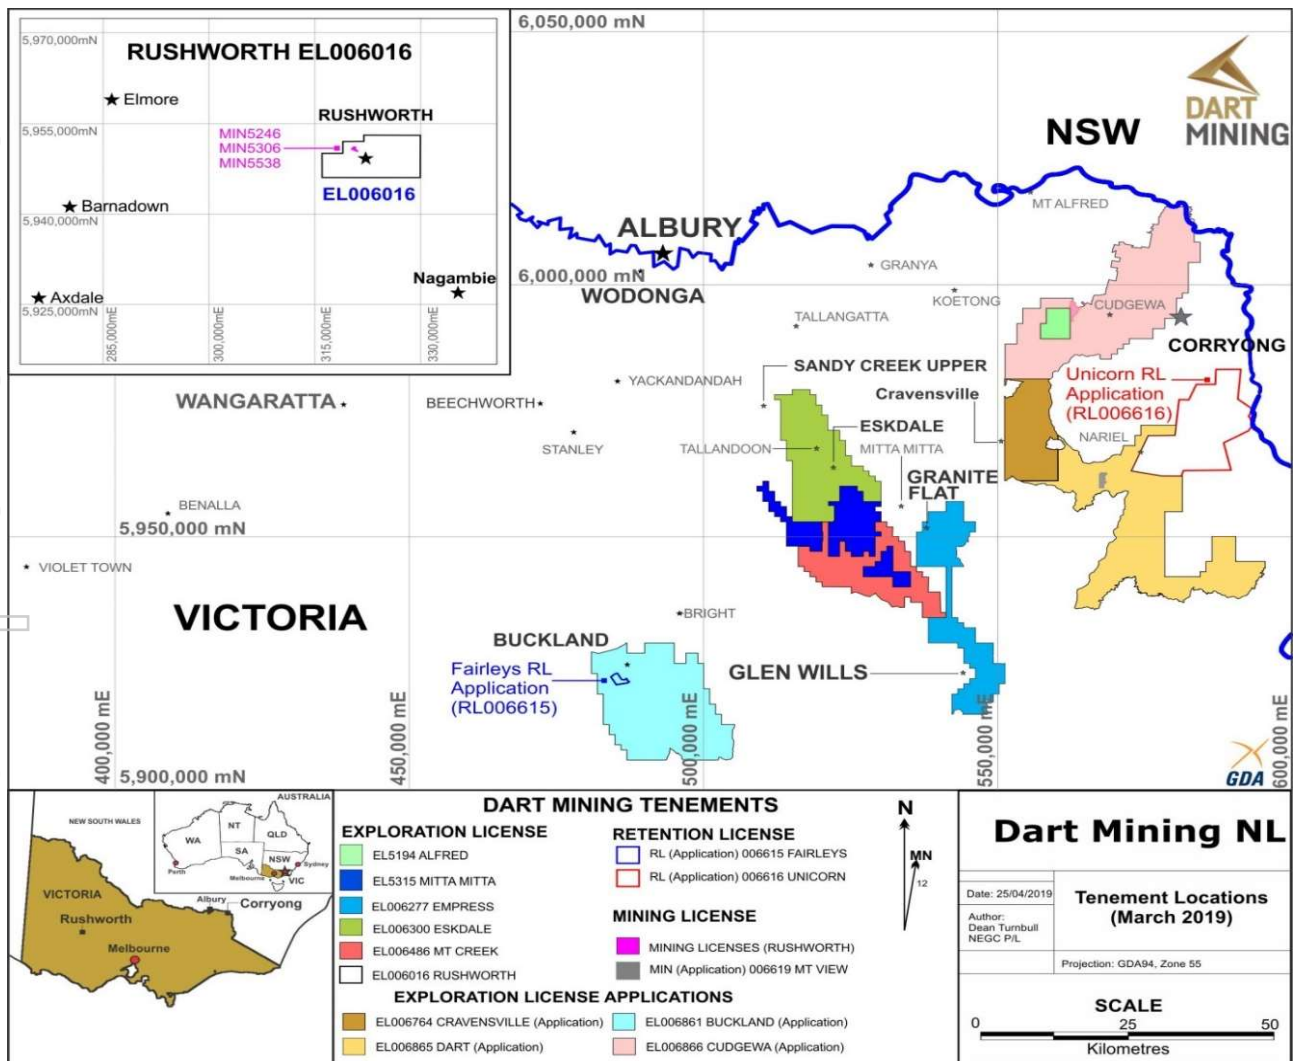 5,970,000mN
RUSHWORTH EL006016
Elmore
5,955,000mN
RUSHWORTH
MIN5246
MIN5306
MIN5538
EL006016
Barnadown
5,940,000mN
Nagambie
Axdale
5,925,000mN
285,000mE
300,000mE
315,000mE
330,000mE
6,050,000 mN
DART
MINING
NSW
MT ALFRED
ALBURY
GRANYA
6,000,000 mN
WODONGA
KOETONG
CUDGEWA
TALLANGATTA
CORRYONG
SANDY CREEK UPPER
Unicorn RL
Application
(RL006616)
YACKANDANDAH
Cravensville
WANGARATTA
BEECHWORTH
ESKDALE
NARIEL
STANLEY
TALLANDOON
MITTA MITTA
GRANITE
FLAT
BENALLA
5,950,000 mN
VIOLET TOWN
VICTORIA
BRIGHT
BUCKLAND
Fairleys RL
Application
(RL006615)
GLEN WILLS
400,000 mE
450,000 mE
500,000 mE
550,000 mE
600,000 mE
5,900,000 mN
GDA
NEW SOUTH WALES
AUSTRALIA
WA
NT
QLD
SA
NSW
Perth
Sydney
Melbourne
VIC
VICTORIA
Albury
Corryong
Rushworth
Melbourne
DART MINING TENEMENTS
EXPLORATION LICENSE
EL5194 ALFRED
EL5315 MITTA MITTA
EL006277 EMPRESS
EL006300 ESKDALE
EL006486 MT CREEK
EL006016 RUSHWORTH
RETENTION LICENSE
RL (Application) 006615 FAIRLEYS
RL (Application) 006616 UNICORN
MINING LICENSE
MINING LICENSES (RUSHWORTH)
MIN (Application) 006619 MT VIEW
EXPLORATION LICENSE APPLICATIONS
EL006764 CRAVENSVILLE (Application)
EL006861 BUCKLAND (Application)
EL006865 DART (Application)
EL006866 CUDGEWA (Application)
N
MN
12
Dart Mining NL
Date: 25/04/2019
Author:
Dean Turnbull
NEGC P/L
Tenement Locations
(March 2019)
Projection: GDA94, Zone 55
SCALE
0 25 50
Kilometres